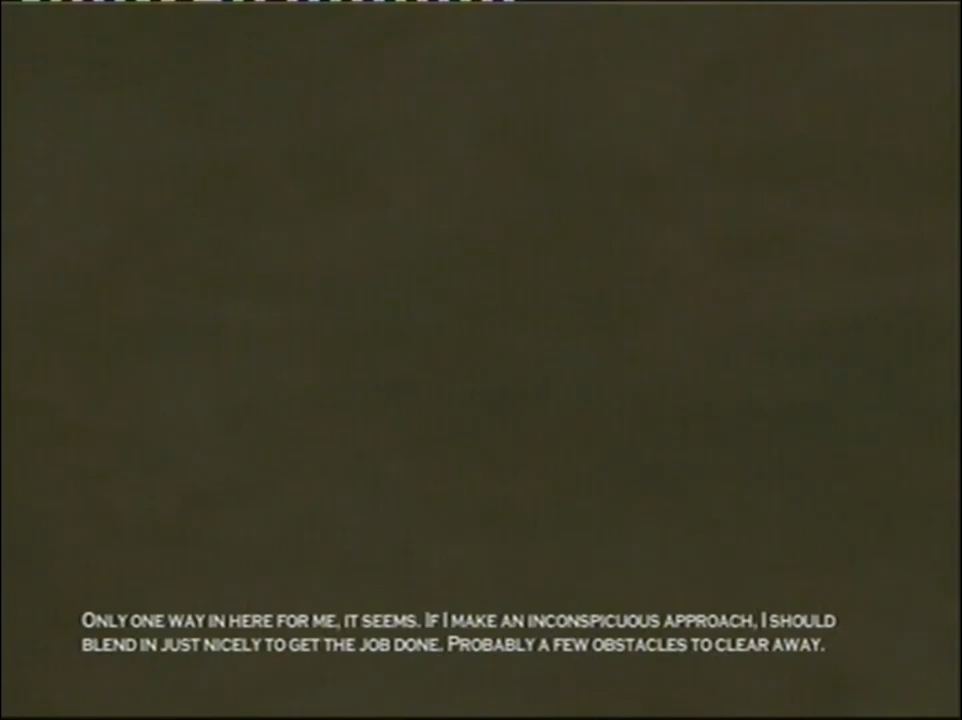 Only one way in here for me, it seems. If I make an inconspicuous approach, I should
blend in just nicely to get the job done. Probably a few obstacles to clear away.